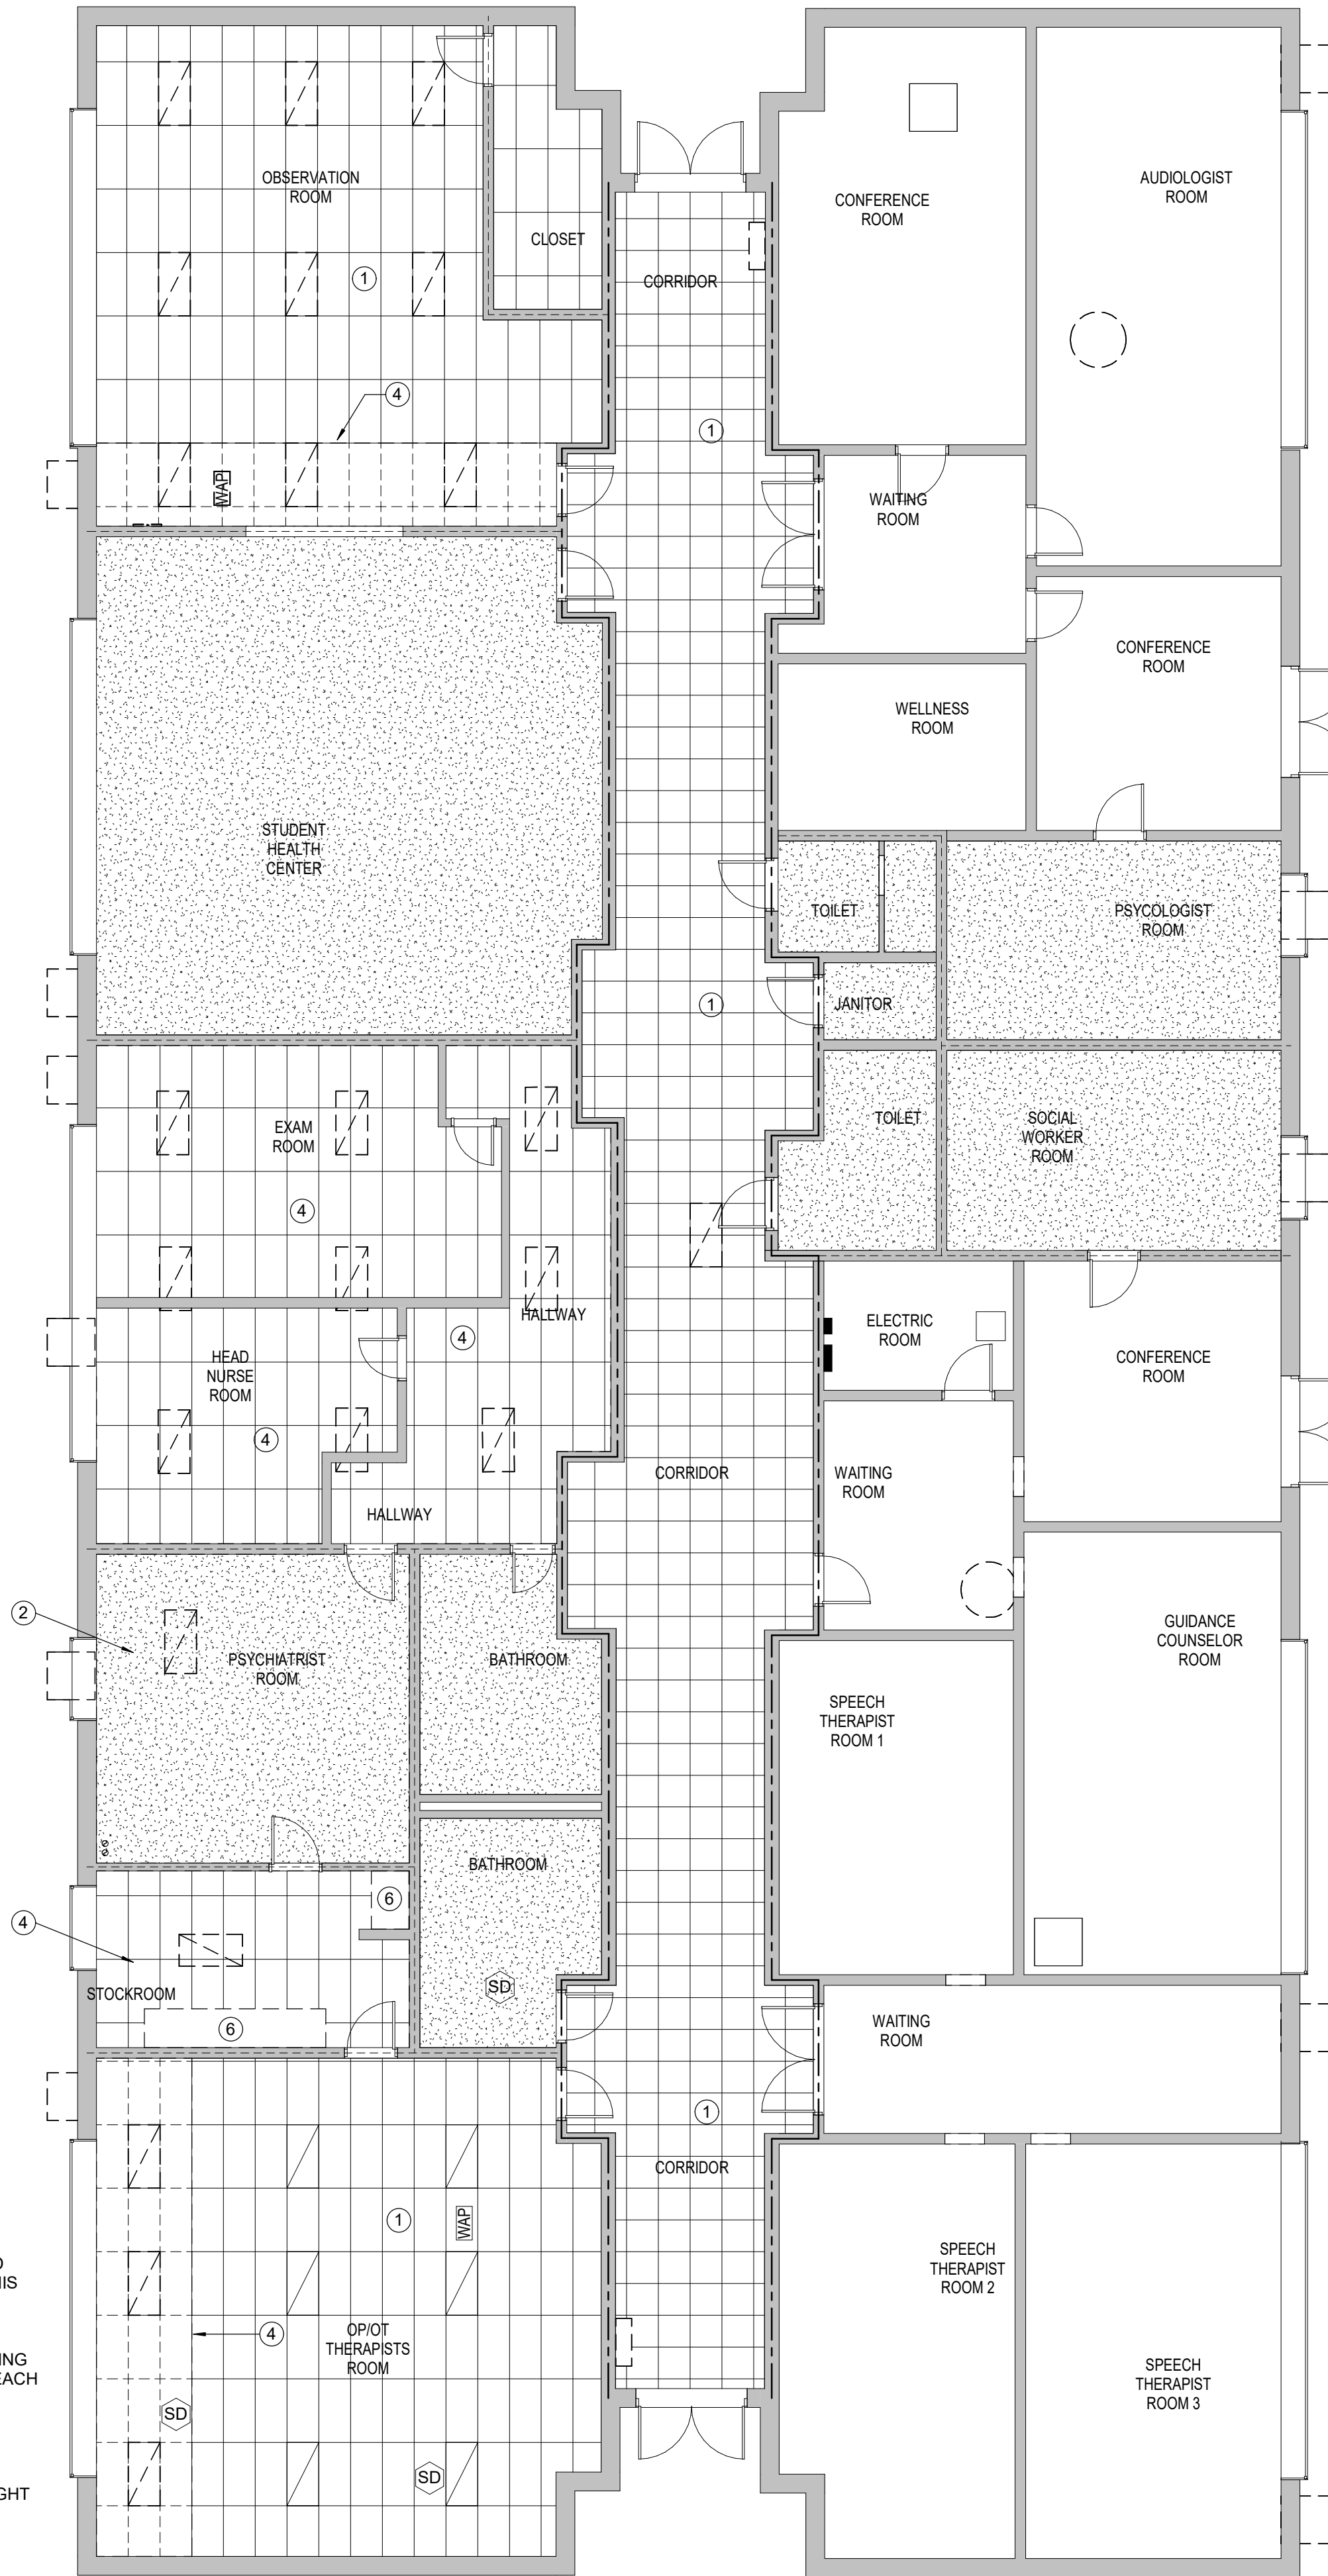 OBSERVATION
ROOM
CLOSET
1
4
WAP
CORRIDOR
1
CONFERENCE
ROOM
AUDIOLOGIST
ROOM
WAITING
ROOM
CONFERENCE
ROOM
WELLNESS
ROOM
STUDENT
HEALTH
CENTER
TOILET
PSYCOLOGIST
ROOM
1
JANITOR
EXAM
ROOM
4
TOILET
SOCIAL
WORKER
ROOM
HALLWAY
4
HEAD
NURSE
ROOM
4
ELECTRIC
ROOM
CONFERENCE
ROOM
HALLWAY
CORRIDOR
WAITING
ROOM
2
PSYCHIATRIST
ROOM
BATHROOM
GUIDANCE
COUNSELOR
ROOM
SPEECH
THERAPIST
ROOM 1
BATHROOM
SD
6
4
STOCKROOM
6
WAITING
ROOM
1
CORRIDOR
1
WAP
4
OP/OT
THERAPISTS
ROOM
SD
SD
SPEECH
THERAPIST
ROOM 2
SPEECH
THERAPIST
ROOM 3
EACH